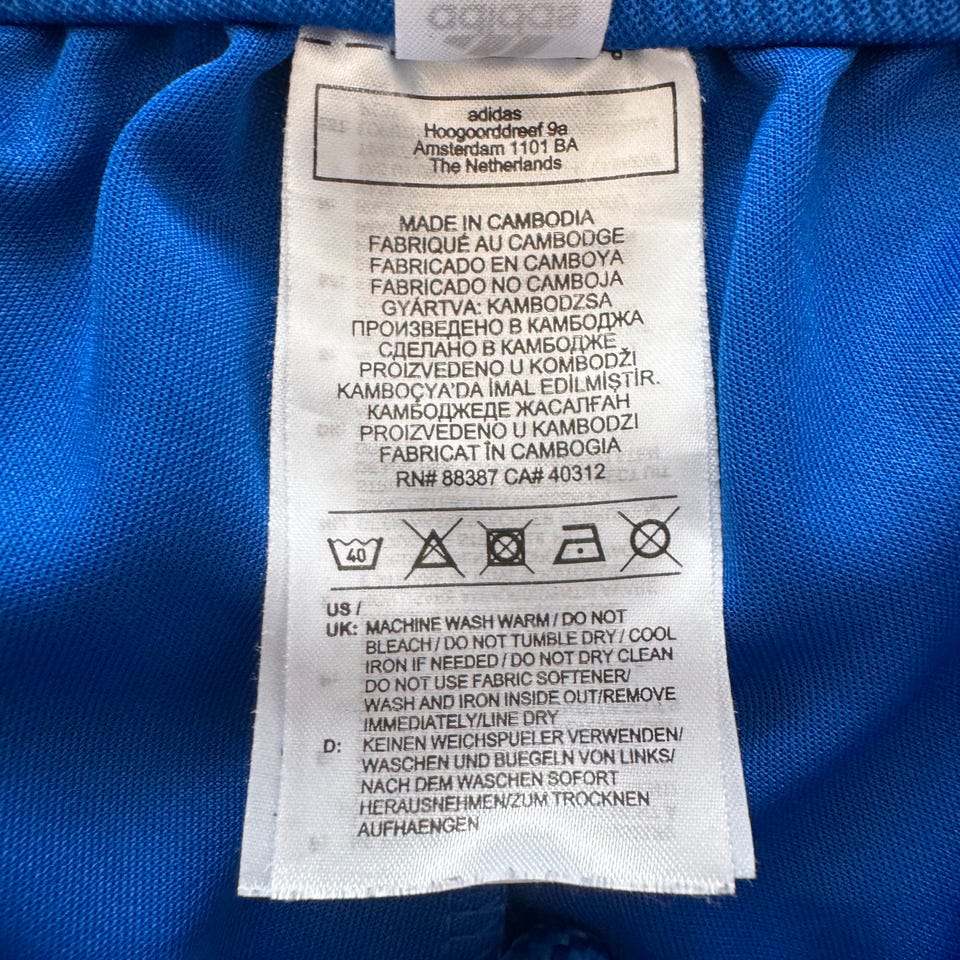 adidas
adidas
Hoogoorddreef 9a
Amsterdam 1101 BA
The Netherlands
MADE IN CAMBODIA
FABRIQUÉ AU CAMBODGE
FABRICADO EN CAMBOYA
FABRICADO NO CAMBOJA
GYÁRTVA: KAMBODZSA
ПРОИЗВЕДЕНО В КАМБОДЖА
СДЕЛАНО В КАМБОДЖЕ
PROIZVEDENO U KOMBODŽI
KAMBOÇYA'DA İMAL EDİLMİŞTİR.
КАМБОДЖЕДЕ ЖАСАЛҒАН
PROIZVEDENO U KAMBODZI
FABRICAT ÎN CAMBOGIA
RN# 88387 CA# 40312
40
US /
UK: MACHINE WASH WARM / DO NOT
BLEACH / DO NOT TUMBLE DRY / COOL
IRON IF NEEDED / DO NOT DRY CLEAN
DO NOT USE FABRIC SOFTENER/
WASH AND IRON INSIDE OUT/REMOVE
IMMEDIATELY/LINE DRY
D: KEINEN WEICHSPUELER VERWENDEN/
WASCHEN UND BUEGELN VON LINKS/
NACH DEM WASCHEN SOFORT
HERAUSNEHMEN/ZUM TROCKNEN
AUFHAENGEN